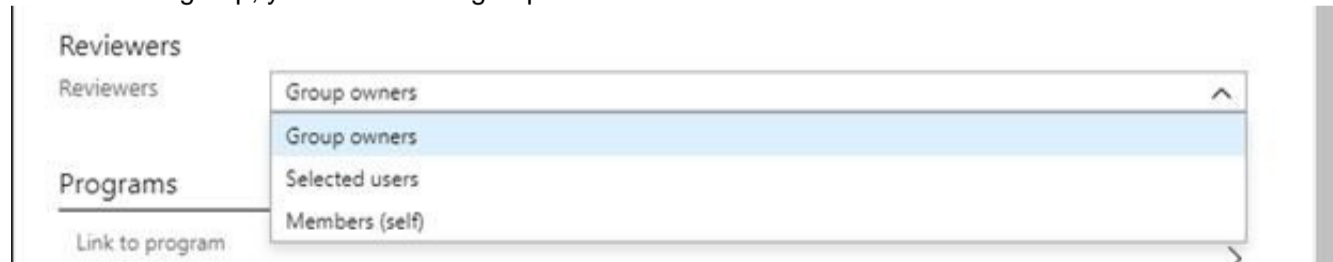 Reviewers
Reviewers
Group owners
Group owners
Selected users
Members (self)
Programs
Link to program